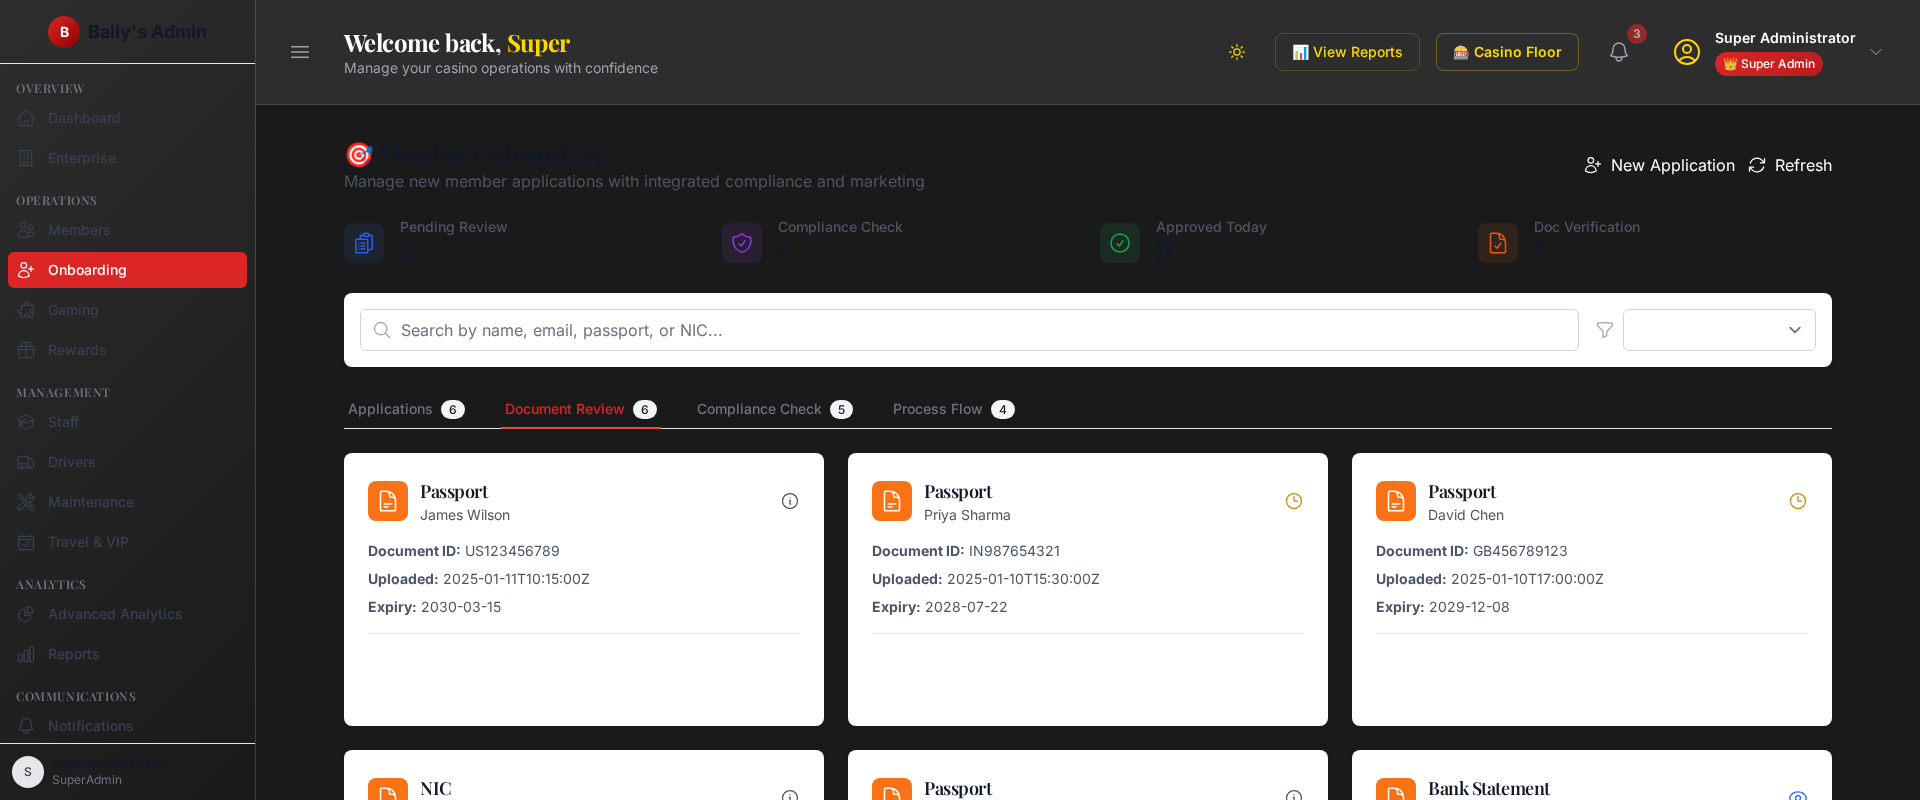 B Bally's Admin
OVERVIEW
Dashboard
Enterprise
OPERATIONS
Members
Onboarding
Gaming
Rewards
MANAGEMENT
Staff
Drivers
Maintenance
Travel & VIP
ANALYTICS
Advanced Analytics
Reports
COMMUNICATIONS
Notifications
S
Super Administrator
SuperAdmin
Welcome back, Super
Manage your casino operations with confidence
View Reports
Casino Floor
3
Super Administrator
Super Admin
Member Onboarding
Manage new member applications with integrated compliance and marketing
New Application
Refresh
Pending Review
2
Compliance Check
1
Approved Today
0
Doc Verification
1
Search by name, email, passport, or NIC...
Applications 6
Document Review 6
Compliance Check 5
Process Flow 4
Passport
James Wilson
Document ID: US123456789
Uploaded: 2025-01-11T10:15:00Z
Expiry: 2030-03-15
Passport
Priya Sharma
Document ID: IN987654321
Uploaded: 2025-01-10T15:30:00Z
Expiry: 2028-07-22
Passport
David Chen
Document ID: GB456789123
Uploaded: 2025-01-10T17:00:00Z
Expiry: 2029-12-08
NIC
Passport
Bank Statement